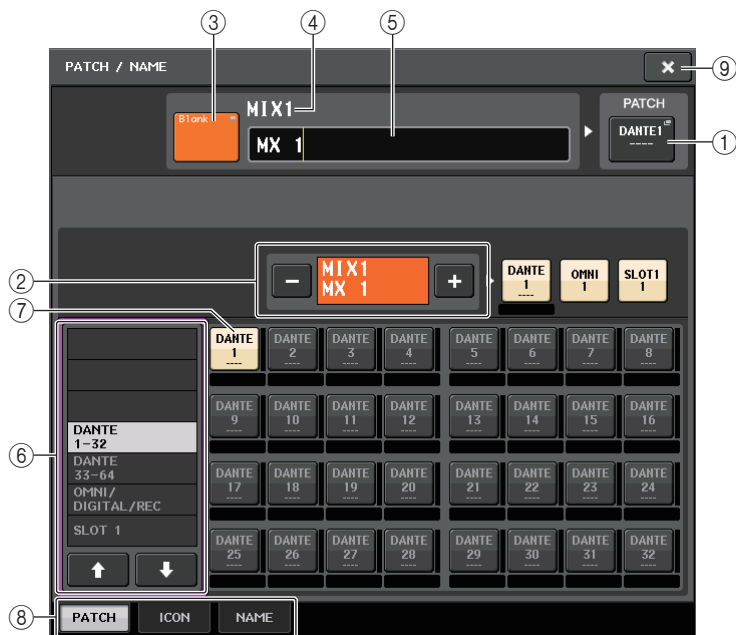 ③ ④ ⑤
PATCH / NAME × ⑨
Blank
MIX1
MX 1
PATCH
DANTE1
----
①
②
−
MIX1
MX 1
+
DANTE 1 ----
OMNI 1
SLOT1 1
⑦
⑥
DANTE 1-32
DANTE 33-64
OMNI/ DIGITAL/REC
SLOT 1
DANTE 1 ---- DANTE 2 ---- DANTE 3 ---- DANTE 4 ---- DANTE 5 ---- DANTE 6 ---- DANTE 7 ---- DANTE 8 ----
DANTE 9 ---- DANTE 10 ---- DANTE 11 ---- DANTE 12 ---- DANTE 13 ---- DANTE 14 ---- DANTE 15 ---- DANTE 16 ----
DANTE 17 ---- DANTE 18 ---- DANTE 19 ---- DANTE 20 ---- DANTE 21 ---- DANTE 22 ---- DANTE 23 ---- DANTE 24 ----
DANTE 25 ---- DANTE 26 ---- DANTE 27 ---- DANTE 28 ---- DANTE 29 ---- DANTE 30 ---- DANTE 31 ---- DANTE 32 ----
⑧
PATCH ICON NAME